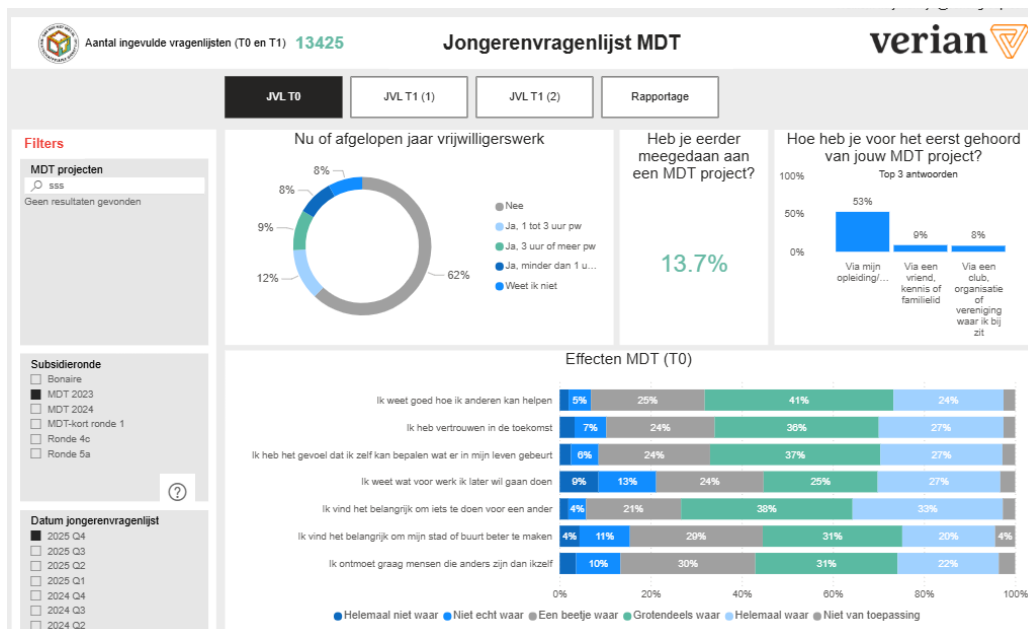 Aantal ingevulde vragenlijsten (T0 en T1) 13425
Jongerenvragenlijst MDT
verian
JVL T0
JVL T1 (1)
JVL T1 (2)
Rapportage
Filters
MDT projecten
sss
Geen resultaten gevonden
Subsidieronde
Bonaire
MDT 2023
MDT 2024
MDT-kort ronde 1
Ronde 4c
Ronde 5a
?
Datum jongerenvragenlijst
2025 Q4
2025 Q3
2025 Q2
2025 Q1
2024 Q4
2024 Q3
2024 Q2
Nu of afgelopen jaar vrijwilligerswerk
8%
8%
9%
12%
62%
Nee
Ja, 1 tot 3 uur pw
Ja, 3 uur of meer pw
Ja, minder dan 1 u...
Weet ik niet
Heb je eerder
meegedaan aan
een MDT project?
13.7%
Hoe heb je voor het eerst gehoord
van jouw MDT project?
Top 3 antwoorden
100%
50%
0%
53%
9%
8%
Via mijn
opleiding/...
Via een
vriend,
kennis of
familielid
Via een
club,
organisatie
of
vereniging
waar ik bij
zit
Effecten MDT (T0)
Ik weet goed hoe ik anderen kan helpen 5% 25% 41% 24%
Ik heb vertrouwen in de toekomst 7% 24% 36% 27%
Ik heb het gevoel dat ik zelf kan bepalen wat er in mijn leven gebeurt 6% 24% 37% 27%
Ik weet wat voor werk ik later wil gaan doen 9% 13% 24% 25% 27%
Ik vind het belangrijk om iets te doen voor een ander 4% 21% 38% 33%
Ik vind het belangrijk om mijn stad of buurt beter te maken 4% 11% 29% 31% 20% 4%
Ik ontmoet graag mensen die anders zijn dan ikzelf 10% 30% 31% 22%
0% 20% 40% 60% 80% 100%
Helemaal niet waar Niet echt waar Een beetje waar Grotendeels waar Helemaal waar Niet van toepassing